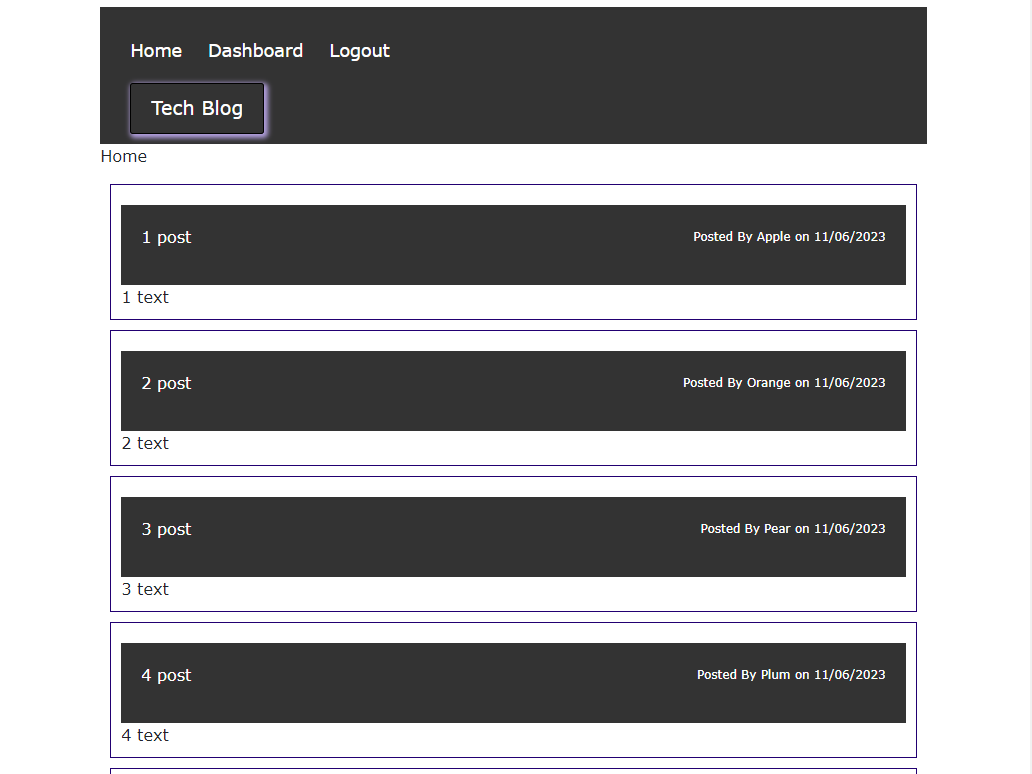 Home Dashboard Logout
Tech Blog
Home
1 post Posted By Apple on 11/06/2023
1 text
2 post Posted By Orange on 11/06/2023
2 text
3 post Posted By Pear on 11/06/2023
3 text
4 post Posted By Plum on 11/06/2023
4 text